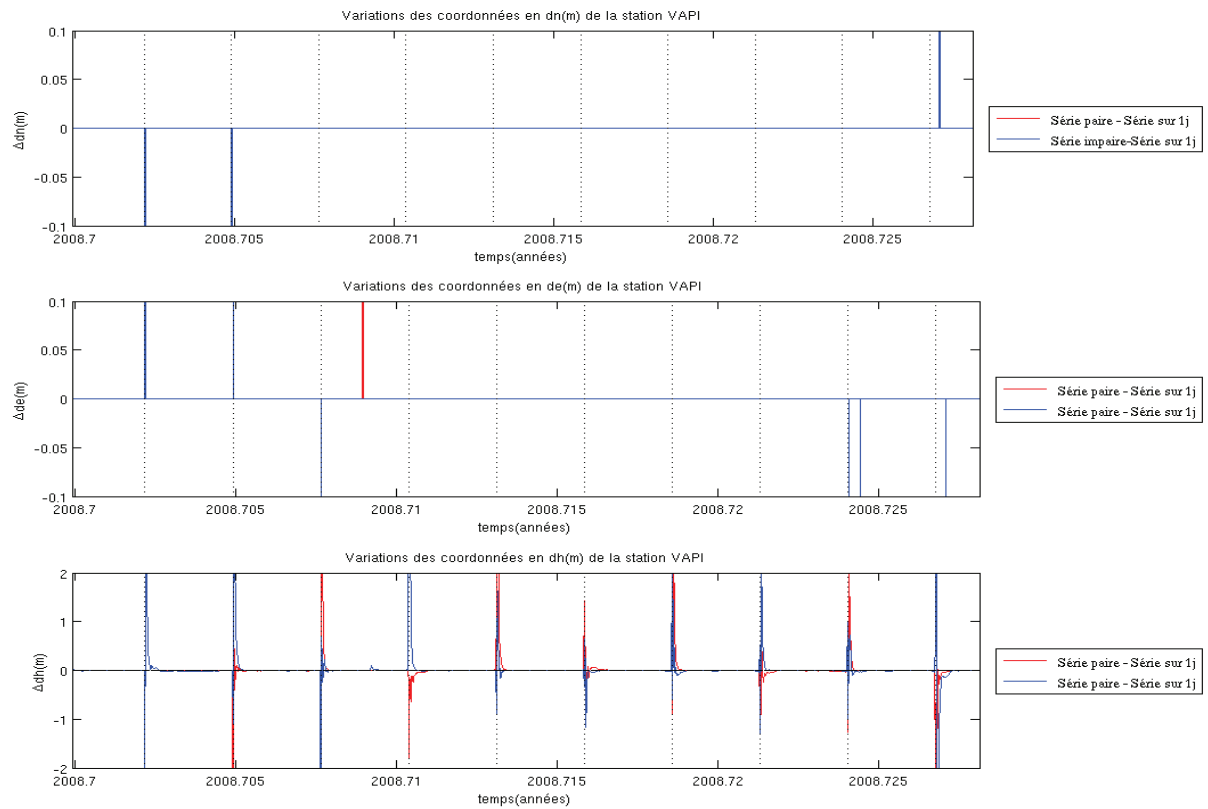 Variations des coordonnées en dn(m) de la station VAPI
0.1
0.05
0
-0.05
-0.1
Δdn(m)
2008.7 2008.705 2008.71 2008.715 2008.72 2008.725
temps(années)
Série paire - Série sur 1j
Série impaire-Série sur 1j
Variations des coordonnées en de(m) de la station VAPI
0.1
0.05
0
-0.05
-0.1
Δde(m)
2008.7 2008.705 2008.71 2008.715 2008.72 2008.725
temps(années)
Série paire - Série sur 1j
Série paire - Série sur 1j
Variations des coordonnées en dh(m) de la station VAPI
2
1
0
-1
-2
Δdh(m)
2008.7 2008.705 2008.71 2008.715 2008.72 2008.725
temps(années)
Série paire - Série sur 1j
Série paire - Série sur 1j